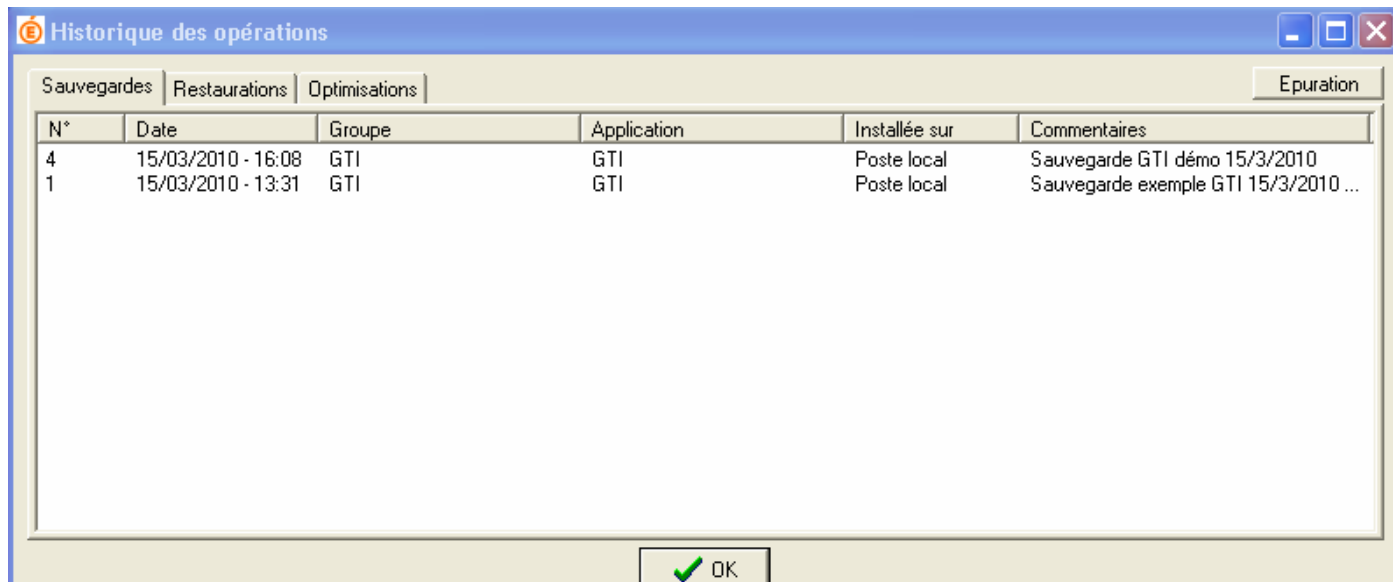 Historique des opérations
Sauvegardes Restaurations Optimisations Epuration
N° Date Groupe Application Installée sur Commentaires
4 15/03/2010 - 16:08 GTI GTI Poste local Sauvegarde GTI démo 15/3/2010
1 15/03/2010 - 13:31 GTI GTI Poste local Sauvegarde exemple GTI 15/3/2010 ...
OK